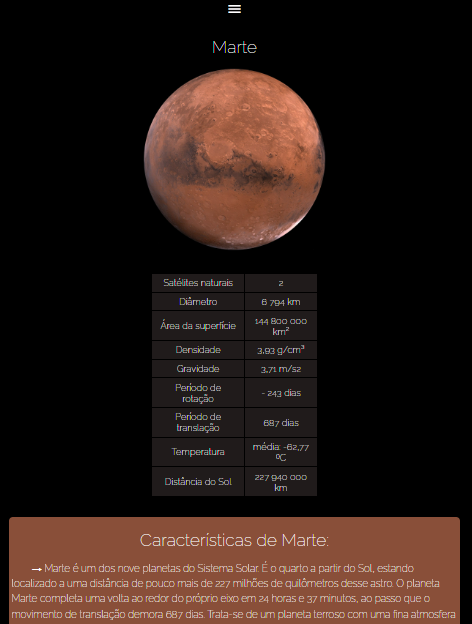 Marte
Satélites naturais 2
Diâmetro 6 794 km
Área da superfície 144 800 000
km²
Densidade 3,93 g/cm³
Gravidade 3,71 m/s2
Período de
rotação - 243 dias
Período de
translação 687 dias
Temperatura média: -62,77
ºC
Distância do Sol 227 940 000
km
Características de Marte:
→ Marte é um dos nove planetas do Sistema Solar. É o quarto a partir do Sol, estando
localizado a uma distância de pouco mais de 227 milhões de quilômetros desse astro. O planeta
Marte completa uma volta ao redor do próprio eixo em 24 horas e 37 minutos, ao passo que o
movimento de translação demora 687 dias. Trata-se de um planeta terroso com uma fina atmosfera